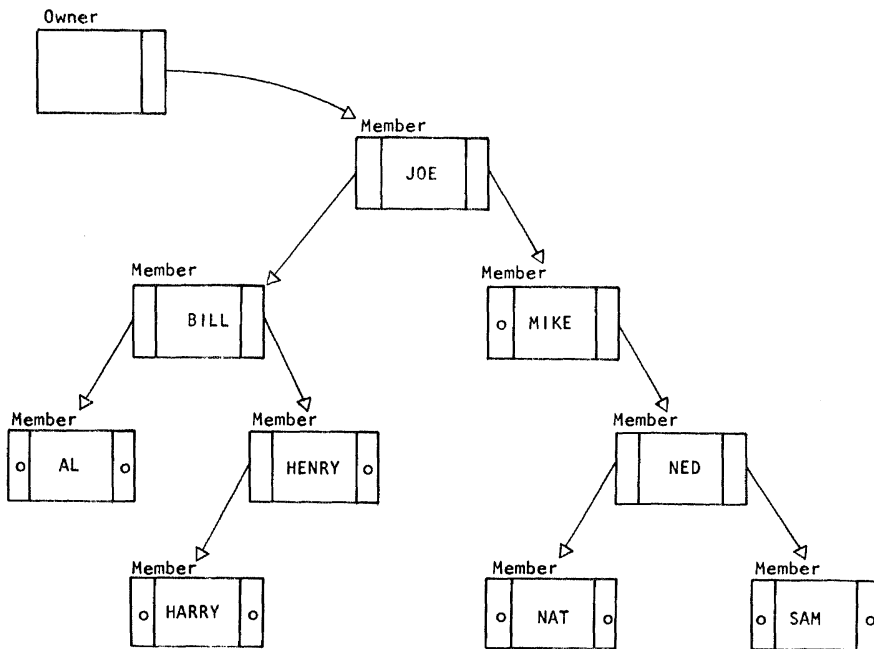 Owner
Member
JOE
Member
BILL
Member
MIKE
Member
AL
Member
HENRY
Member
NED
Member
HARRY
Member
NAT
Member
SAM